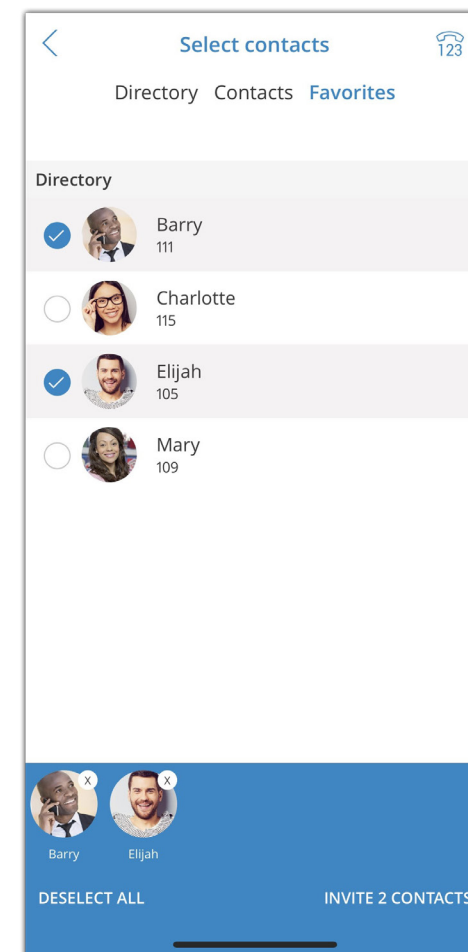 Select contacts
123
Directory Contacts Favorites
Directory
Barry
111
Charlotte
115
Elijah
105
Mary
109
X X
Barry Elijah
DESELECT ALL INVITE 2 CONTACTS